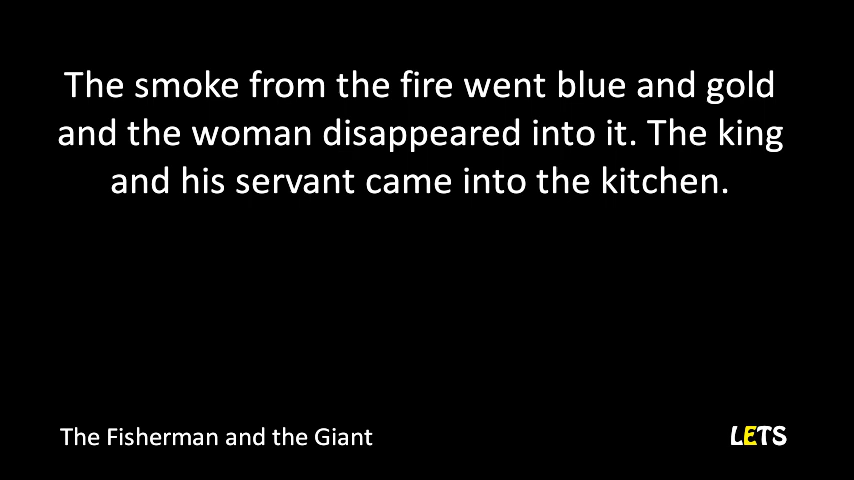 The smoke from the fire went blue and gold
and the woman disappeared into it. The king
and his servant came into the kitchen.
The Fisherman and the Giant
LETS